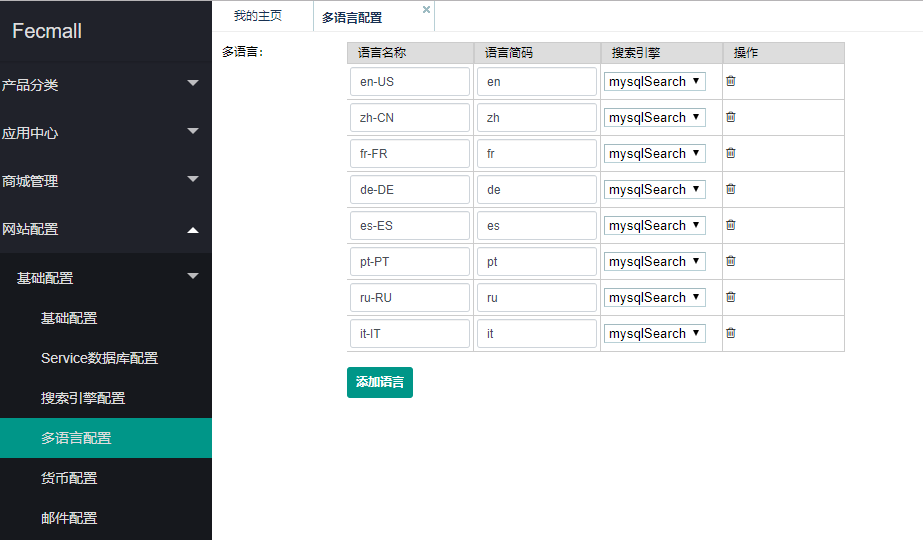 Fecmall
产品分类
应用中心
商城管理
网站配置
基础配置
基础配置
Service数据库配置
搜索引擎配置
多语言配置
货币配置
邮件配置
我的主页 多语言配置
多语言：
语言名称 语言简码 搜索引擎 操作
en-US en mysqlSearch
zh-CN zh mysqlSearch
fr-FR fr mysqlSearch
de-DE de mysqlSearch
es-ES es mysqlSearch
pt-PT pt mysqlSearch
ru-RU ru mysqlSearch
it-IT it mysqlSearch
添加语言